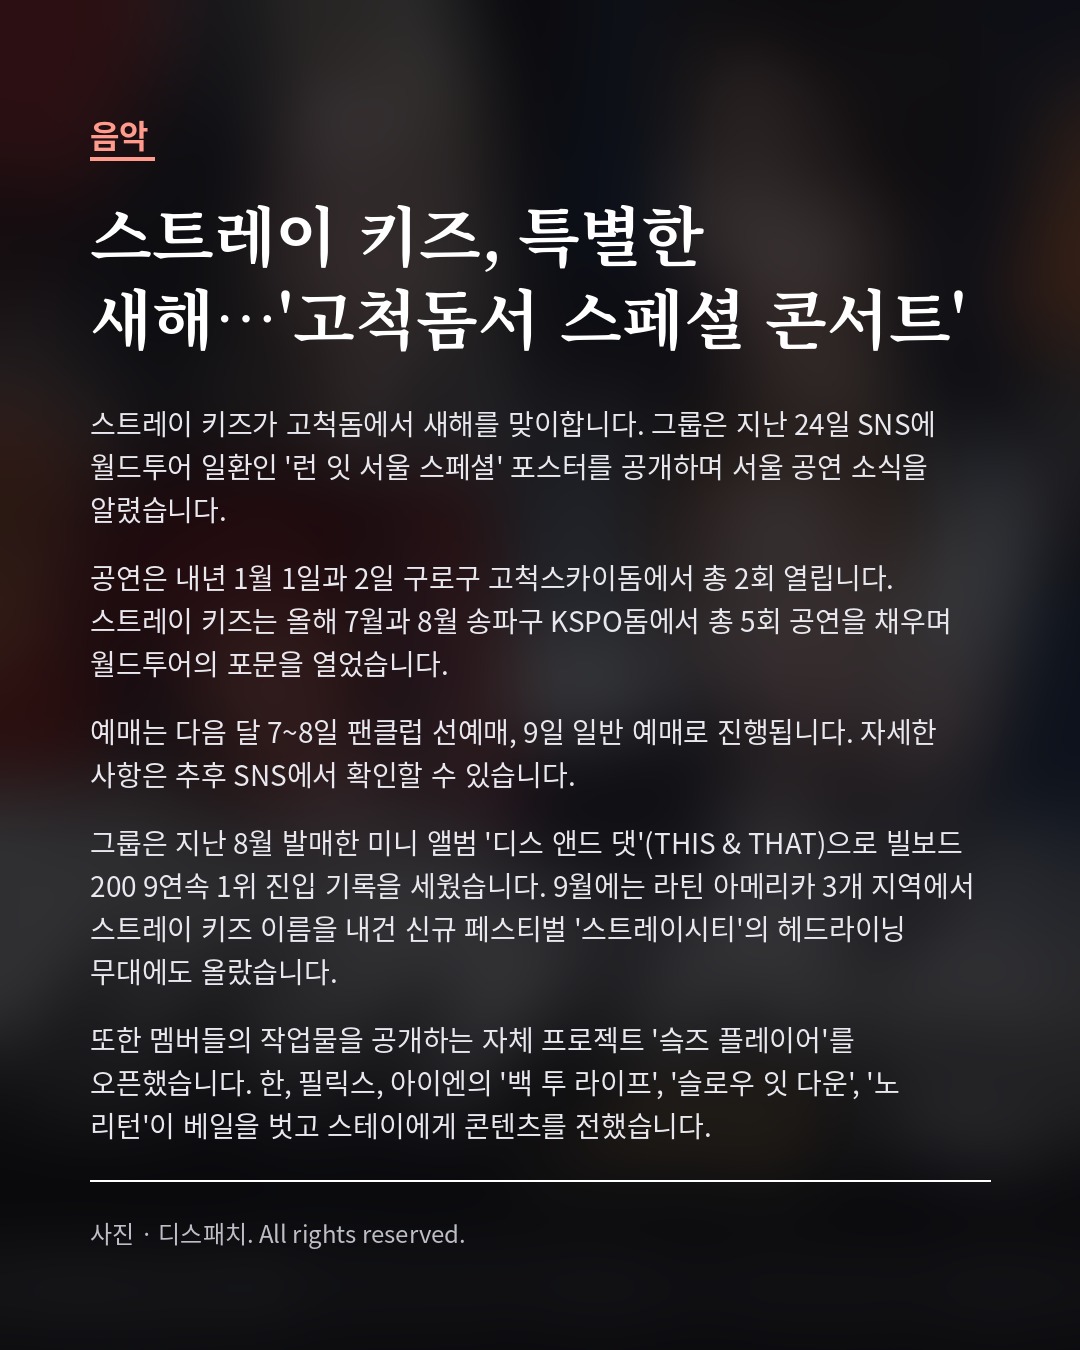 음악
스트레이 키즈, 특별한
새해…'고척돔서 스페셜 콘서트'
스트레이 키즈가 고척돔에서 새해를 맞이합니다. 그룹은 지난 24일 SNS에
월드투어 일환인 '런 잇 서울 스페셜' 포스터를 공개하며 서울 공연 소식을
알렸습니다.
공연은 내년 1월 1일과 2일 구로구 고척스카이돔에서 총 2회 열립니다.
스트레이 키즈는 올해 7월과 8월 송파구 KSPO돔에서 총 5회 공연을 채우며
월드투어의 포문을 열었습니다.
예매는 다음 달 7~8일 팬클럽 선예매, 9일 일반 예매로 진행됩니다. 자세한
사항은 추후 SNS에서 확인할 수 있습니다.
그룹은 지난 8월 발매한 미니 앨범 '디스 앤드 댓'(THIS & THAT)으로 빌보드
200 9연속 1위 진입 기록을 세웠습니다. 9월에는 라틴 아메리카 3개 지역에서
스트레이 키즈 이름을 내건 신규 페스티벌 '스트레이시티'의 헤드라이닝
무대에도 올랐습니다.
또한 멤버들의 작업물을 공개하는 자체 프로젝트 '슼즈 플레이어'를
오픈했습니다. 한, 필릭스, 아이엔의 '백 투 라이프', '슬로우 잇 다운', '노
리턴'이 베일을 벗고 스테이에게 콘텐츠를 전했습니다.
사진 · 디스패치. All rights reserved.